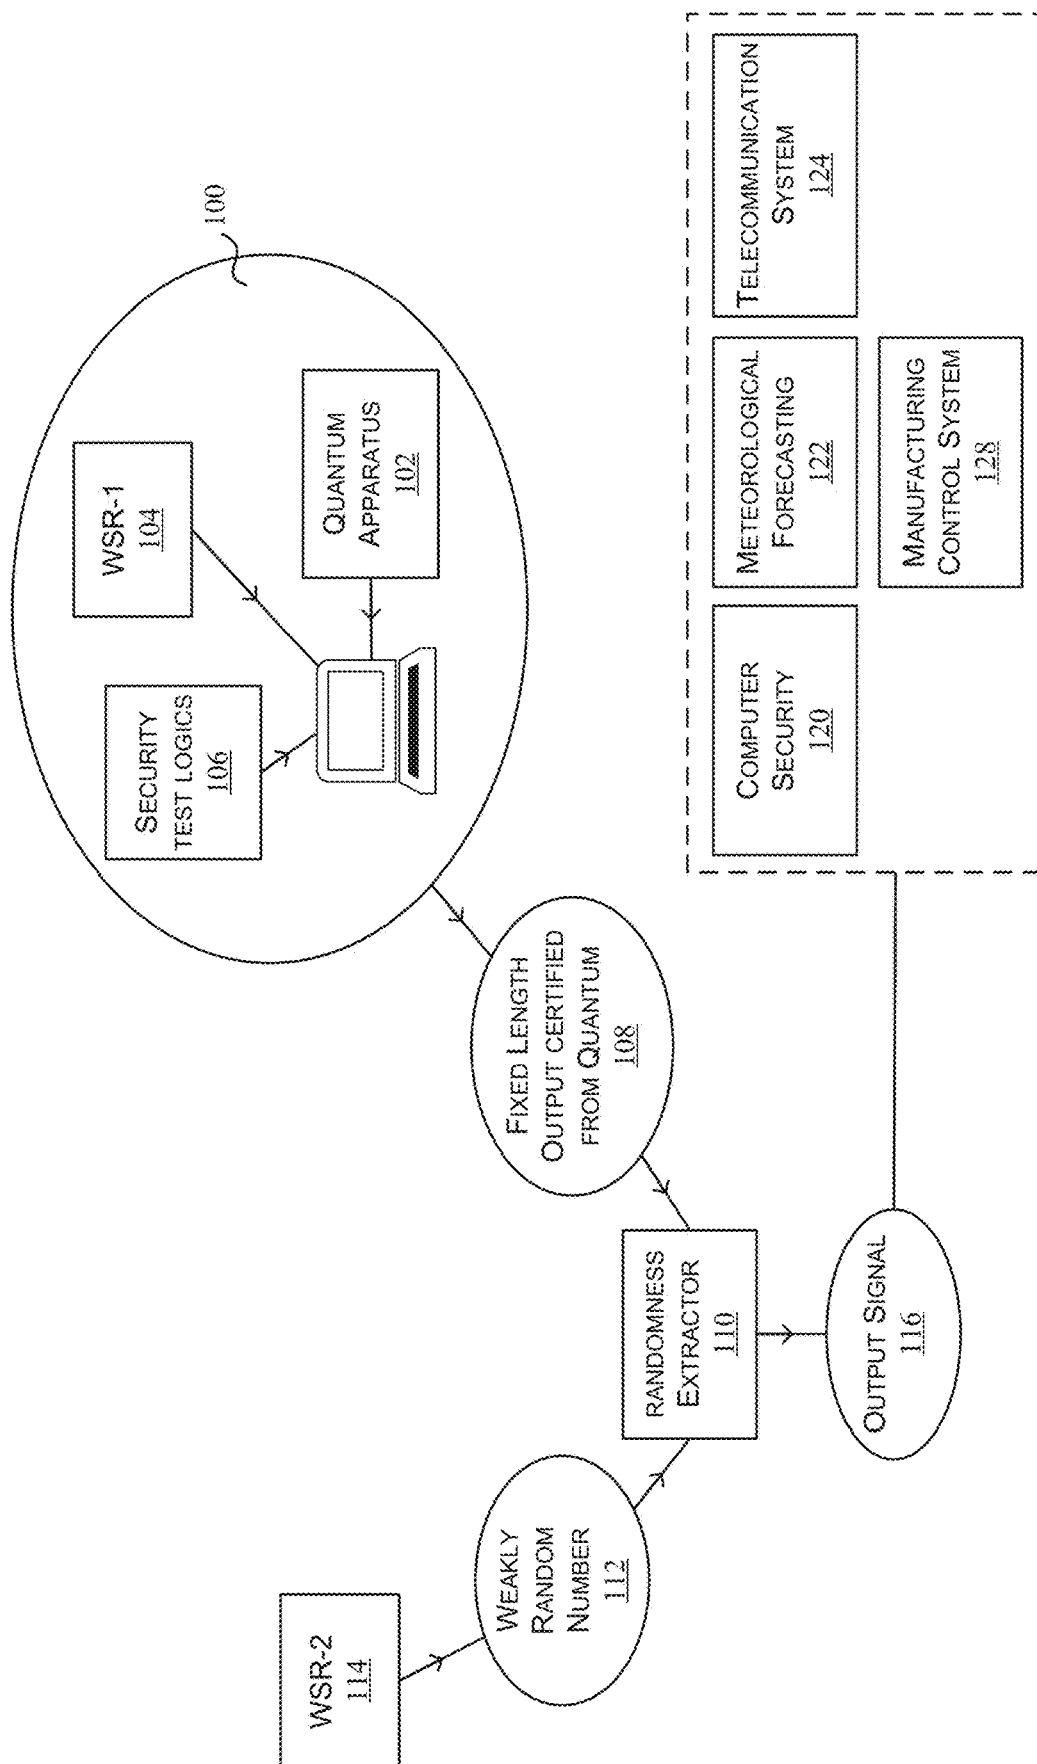 100
WSR-1
104
SECURITY
TEST LOGICS
106
QUANTUM
APPARATUS
102
WSR-2
114
WEAKLY
RANDOM
NUMBER
112
FIXED LENGTH
OUTPUT CERTIFIED
FROM QUANTUM
108
RANDOMNESS
EXTRACTOR
110
OUTPUT SIGNAL
116
COMPUTER
SECURITY
120
METEOROLOGICAL
FORECASTING
122
TELECOMMUNICATION
SYSTEM
124
MANUFACTURING
CONTROL SYSTEM
128